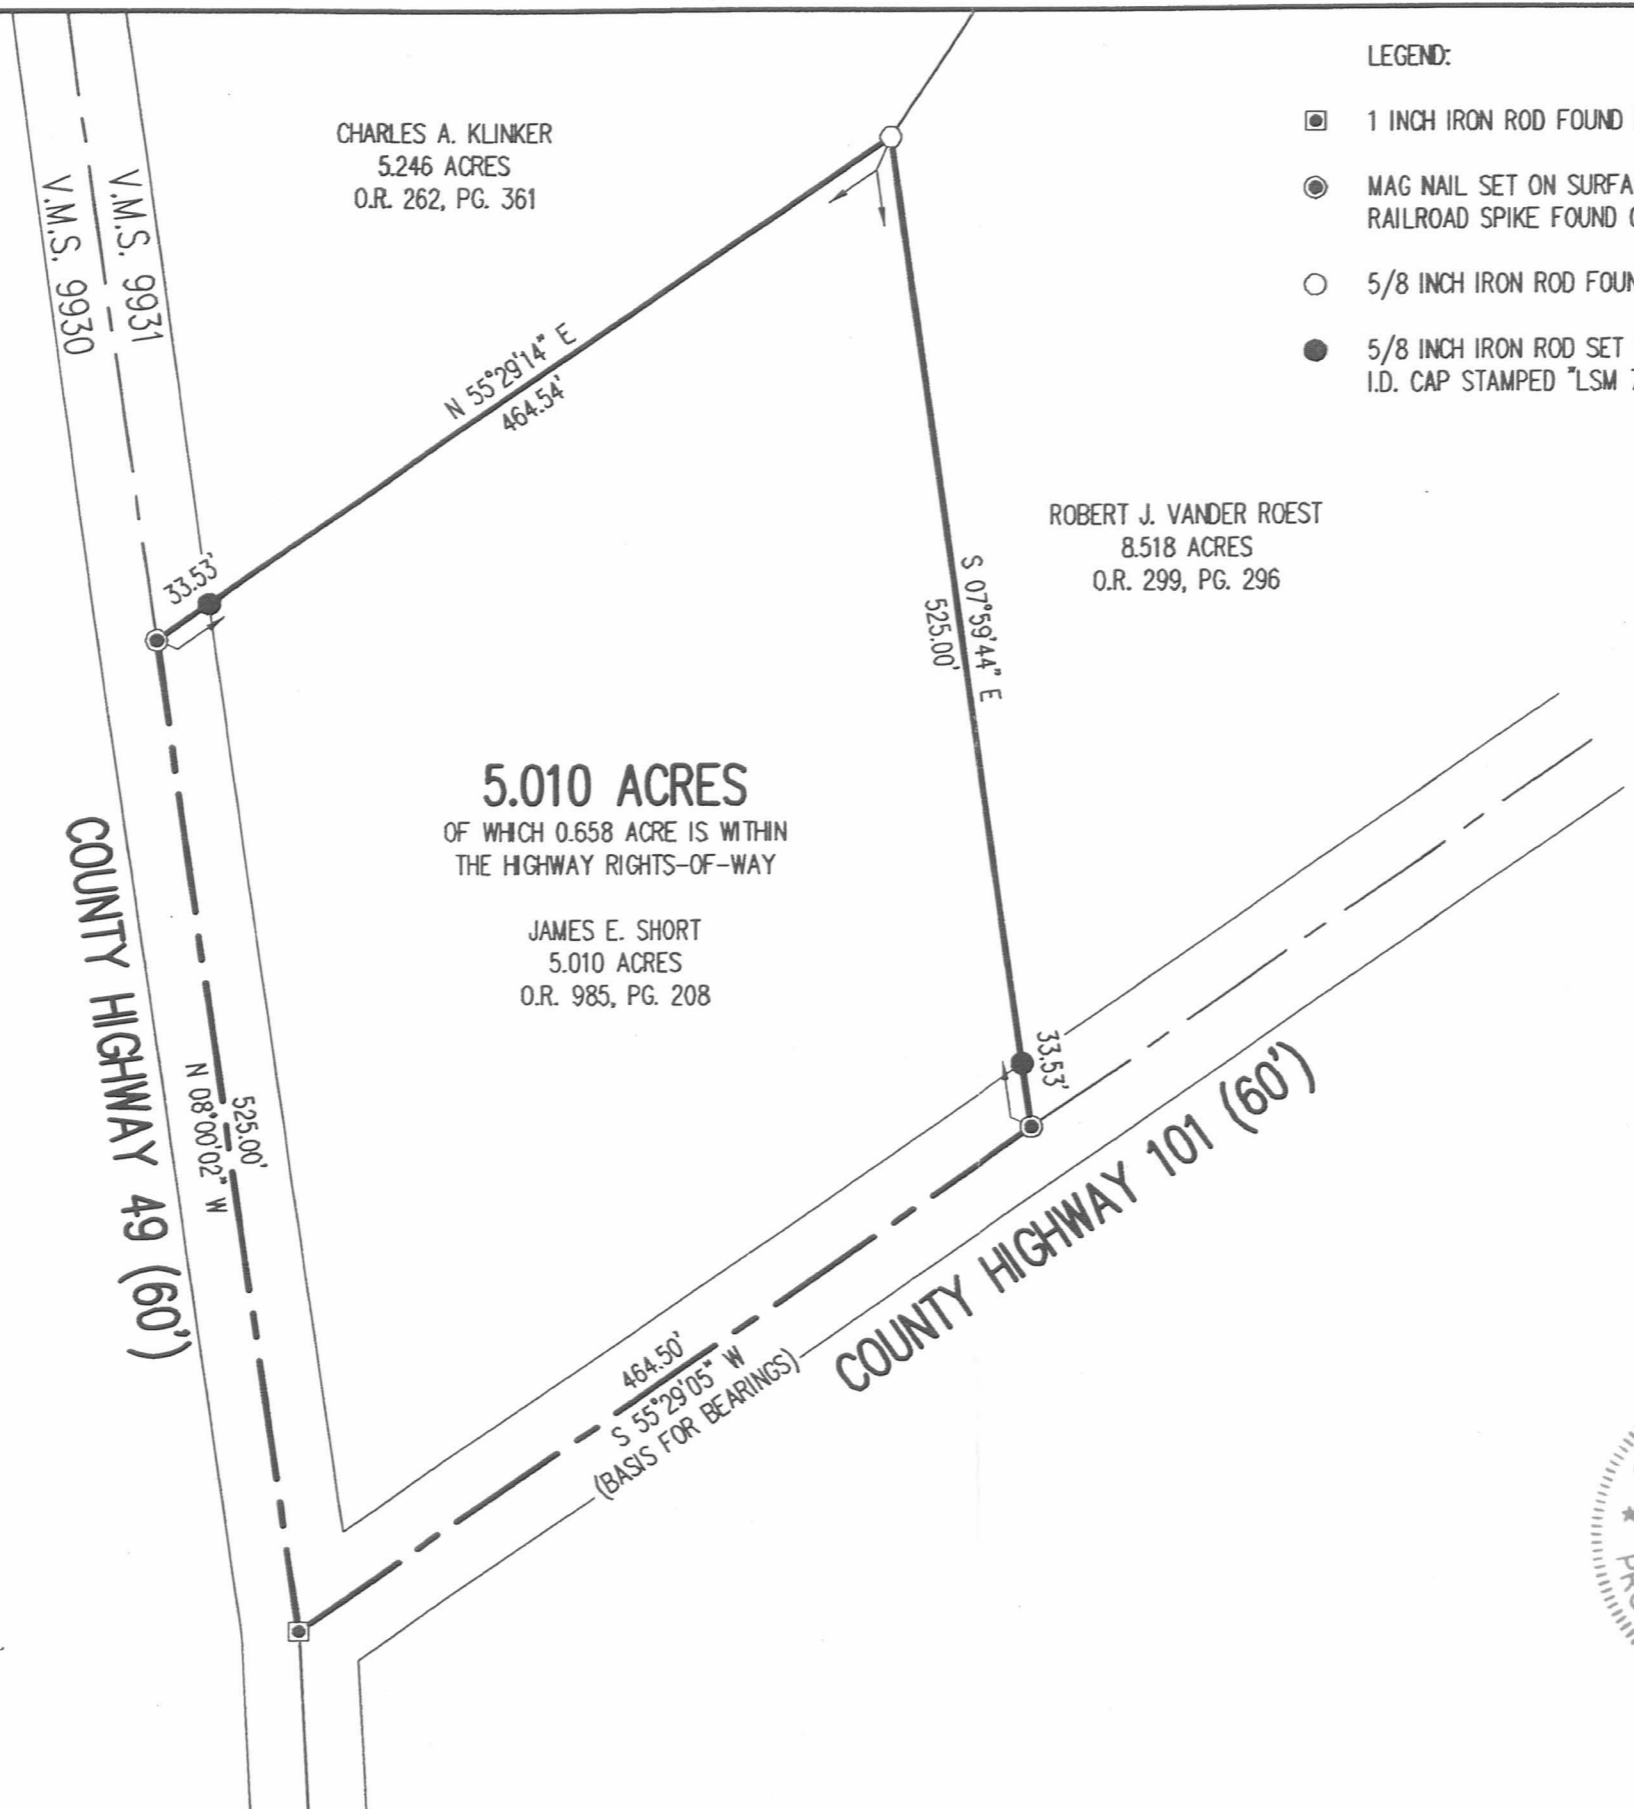 LEGEND:
1 INCH IRON ROD FOUND
MAG NAIL SET ON SURFA
RAILROAD SPIKE FOUND
5/8 INCH IRON ROD FOUN
5/8 INCH IRON ROD SET
I.D. CAP STAMPED "LSM
CHARLES A. KLINKER
5.246 ACRES
O.R. 262, PG. 361
V.M.S. 9931
V.M.S. 9930
N 55°29'14" E
464.54'
33.53'
ROBERT J. VANDER ROEST
8.518 ACRES
O.R. 299, PG. 296
S 07°59'44" E
525.00'
5.010 ACRES
OF WHICH 0.658 ACRE IS WITHIN
THE HIGHWAY RIGHTS-OF-WAY
JAMES E. SHORT
5.010 ACRES
O.R. 985, PG. 208
COUNTY HIGHWAY 49 (60')
525.00'
N 08°00'02" W
33.53'
COUNTY HIGHWAY 101 (60')
464.50'
S 55°29'05" W
(BASIS FOR BEARINGS)